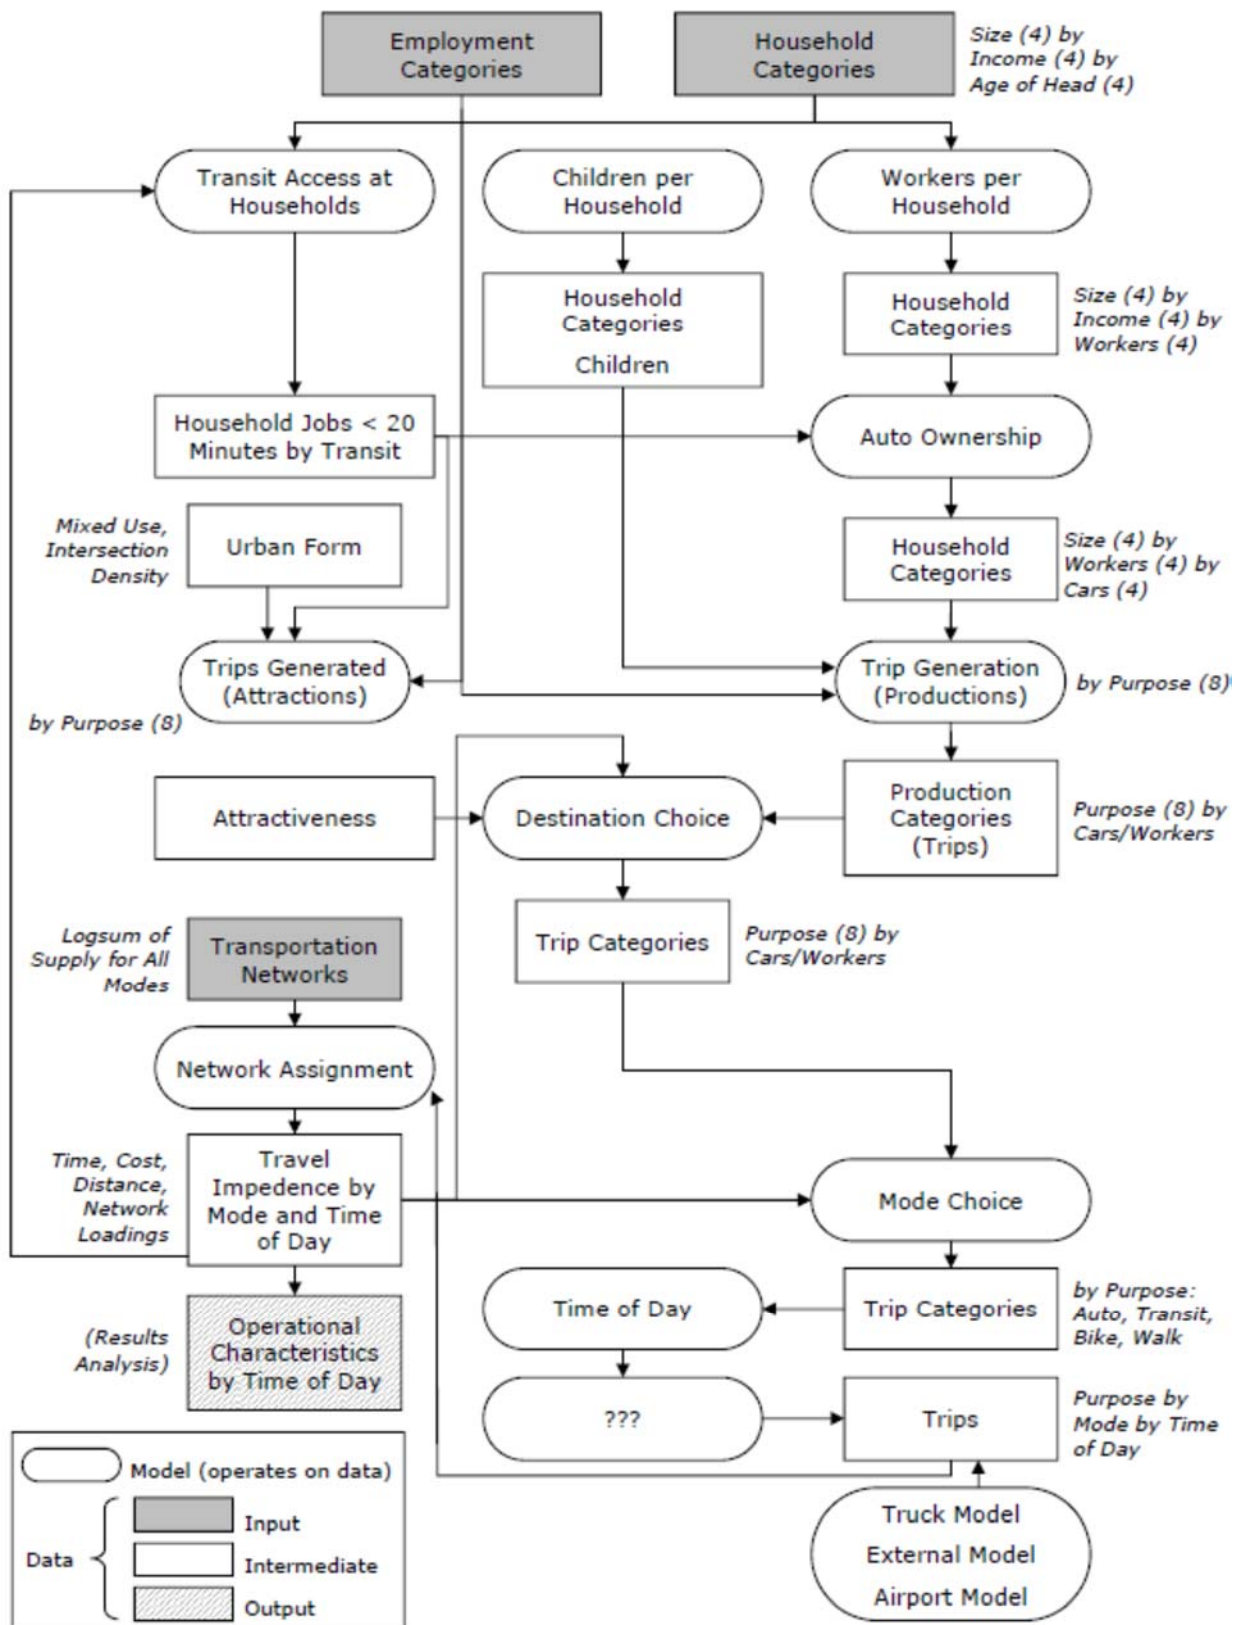 Employment
Categories
Household
Categories
Size (4) by
Income (4) by
Age of Head (4)
Transit Access at
Households
Children per
Household
Workers per
Household
Household
Categories
Children
Household
Categories
Size (4) by
Income (4) by
Workers (4)
Household Jobs < 20
Minutes by Transit
Auto Ownership
Mixed Use,
Intersection
Density
Urban Form
Household
Categories
Size (4) by
Workers (4) by
Cars (4)
Trips Generated
(Attractions)
by Purpose (8)
Trip Generation
(Productions)
by Purpose (8)
Attractiveness
Destination Choice
Production
Categories
(Trips)
Purpose (8) by
Cars/Workers
Logsum of
Supply for All
Modes
Transportation
Networks
Trip Categories
Purpose (8) by
Cars/Workers
Network Assignment
Time, Cost,
Distance,
Network
Loadings
Travel
Impedence by
Mode and Time
of Day
Mode Choice
(Results
Analysis)
Operational
Characteristics
by Time of Day
Time of Day
Trip Categories
by Purpose:
Auto, Transit,
Bike, Walk
???
Trips
Purpose by
Mode by Time
of Day
Truck Model
External Model
Airport Model
Model (operates on data)
Data
Input
Intermediate
Output